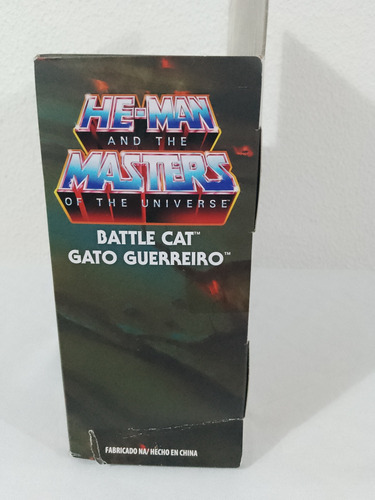 HE-MAN
AND THE
MASTERS
OF THE UNIVERSE
BATTLE CAT™
GATO GUERREIRO™
FABRICADO NA/ HECHO EN CHINA